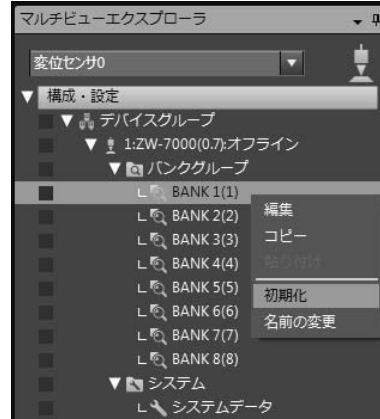 マルチビューエクスプローラ
変位センサ0
構成・設定
デバイスグループ
1:ZW-7000(0.7):オフライン
バンクグループ
BANK 1(1)
BANK 2(2)
BANK 3(3)
BANK 4(4)
BANK 5(5)
BANK 6(6)
BANK 7(7)
BANK 8(8)
編集
コピー
貼り付け
初期化
名前の変更
システム
システムデータ